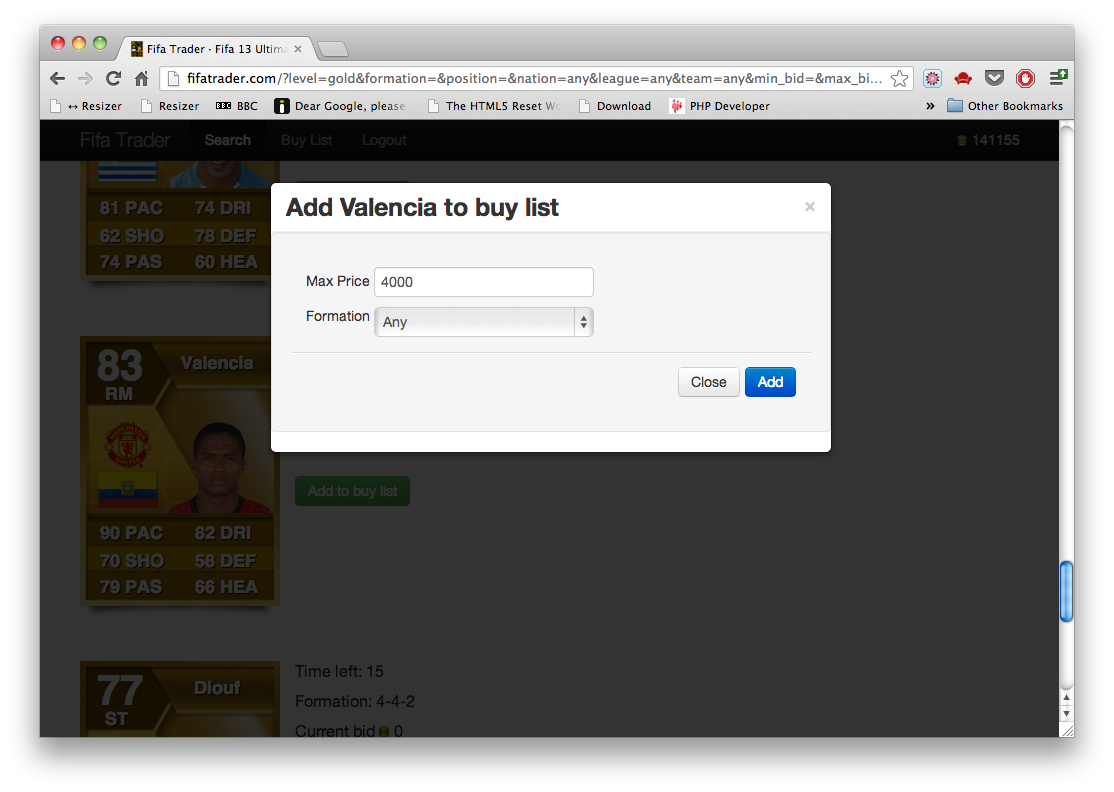 Fifa Trader - Fifa 13 Ultima
fifatrader.com/?level=gold&formation=&position=&nation=any&league=any&team=any&min_bid=&max_bi...
↔ Resizer Resizer BBC BBC Dear Google, please The HTML5 Reset Wo Download PHP Developer » Other Bookmarks
Fifa Trader Search Buy List Logout 141155
81 PAC 74 DRI
62 SHO 78 DEF
74 PAS 60 HEA
Add Valencia to buy list ×
Max Price 4000
Formation Any
Close Add
83 Valencia
RM
MANCHESTER
UNITED
Add to buy list
90 PAC 82 DRI
70 SHO 58 DEF
79 PAS 66 HEA
77 Diouf
ST
Time left: 15
Formation: 4-4-2
Current bid 0